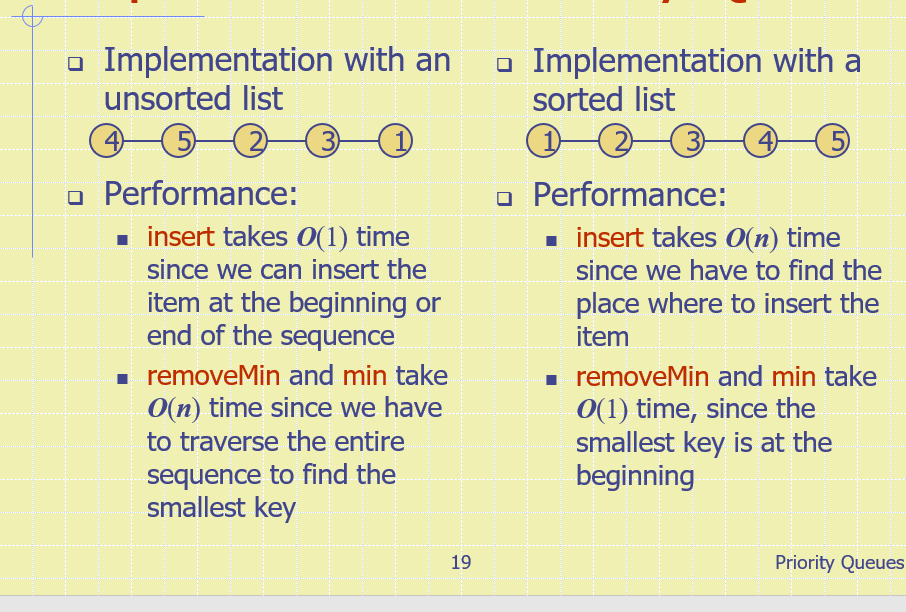 Implementation with an
unsorted list
4 5 2 3 1
Performance:
insert takes O(1) time
since we can insert the
item at the beginning or
end of the sequence
removeMin and min take
O(n) time since we have
to traverse the entire
sequence to find the
smallest key
Implementation with a
sorted list
1 2 3 4 5
Performance:
insert takes O(n) time
since we have to find the
place where to insert the
item
removeMin and min take
O(1) time, since the
smallest key is at the
beginning
19
Priority Queues